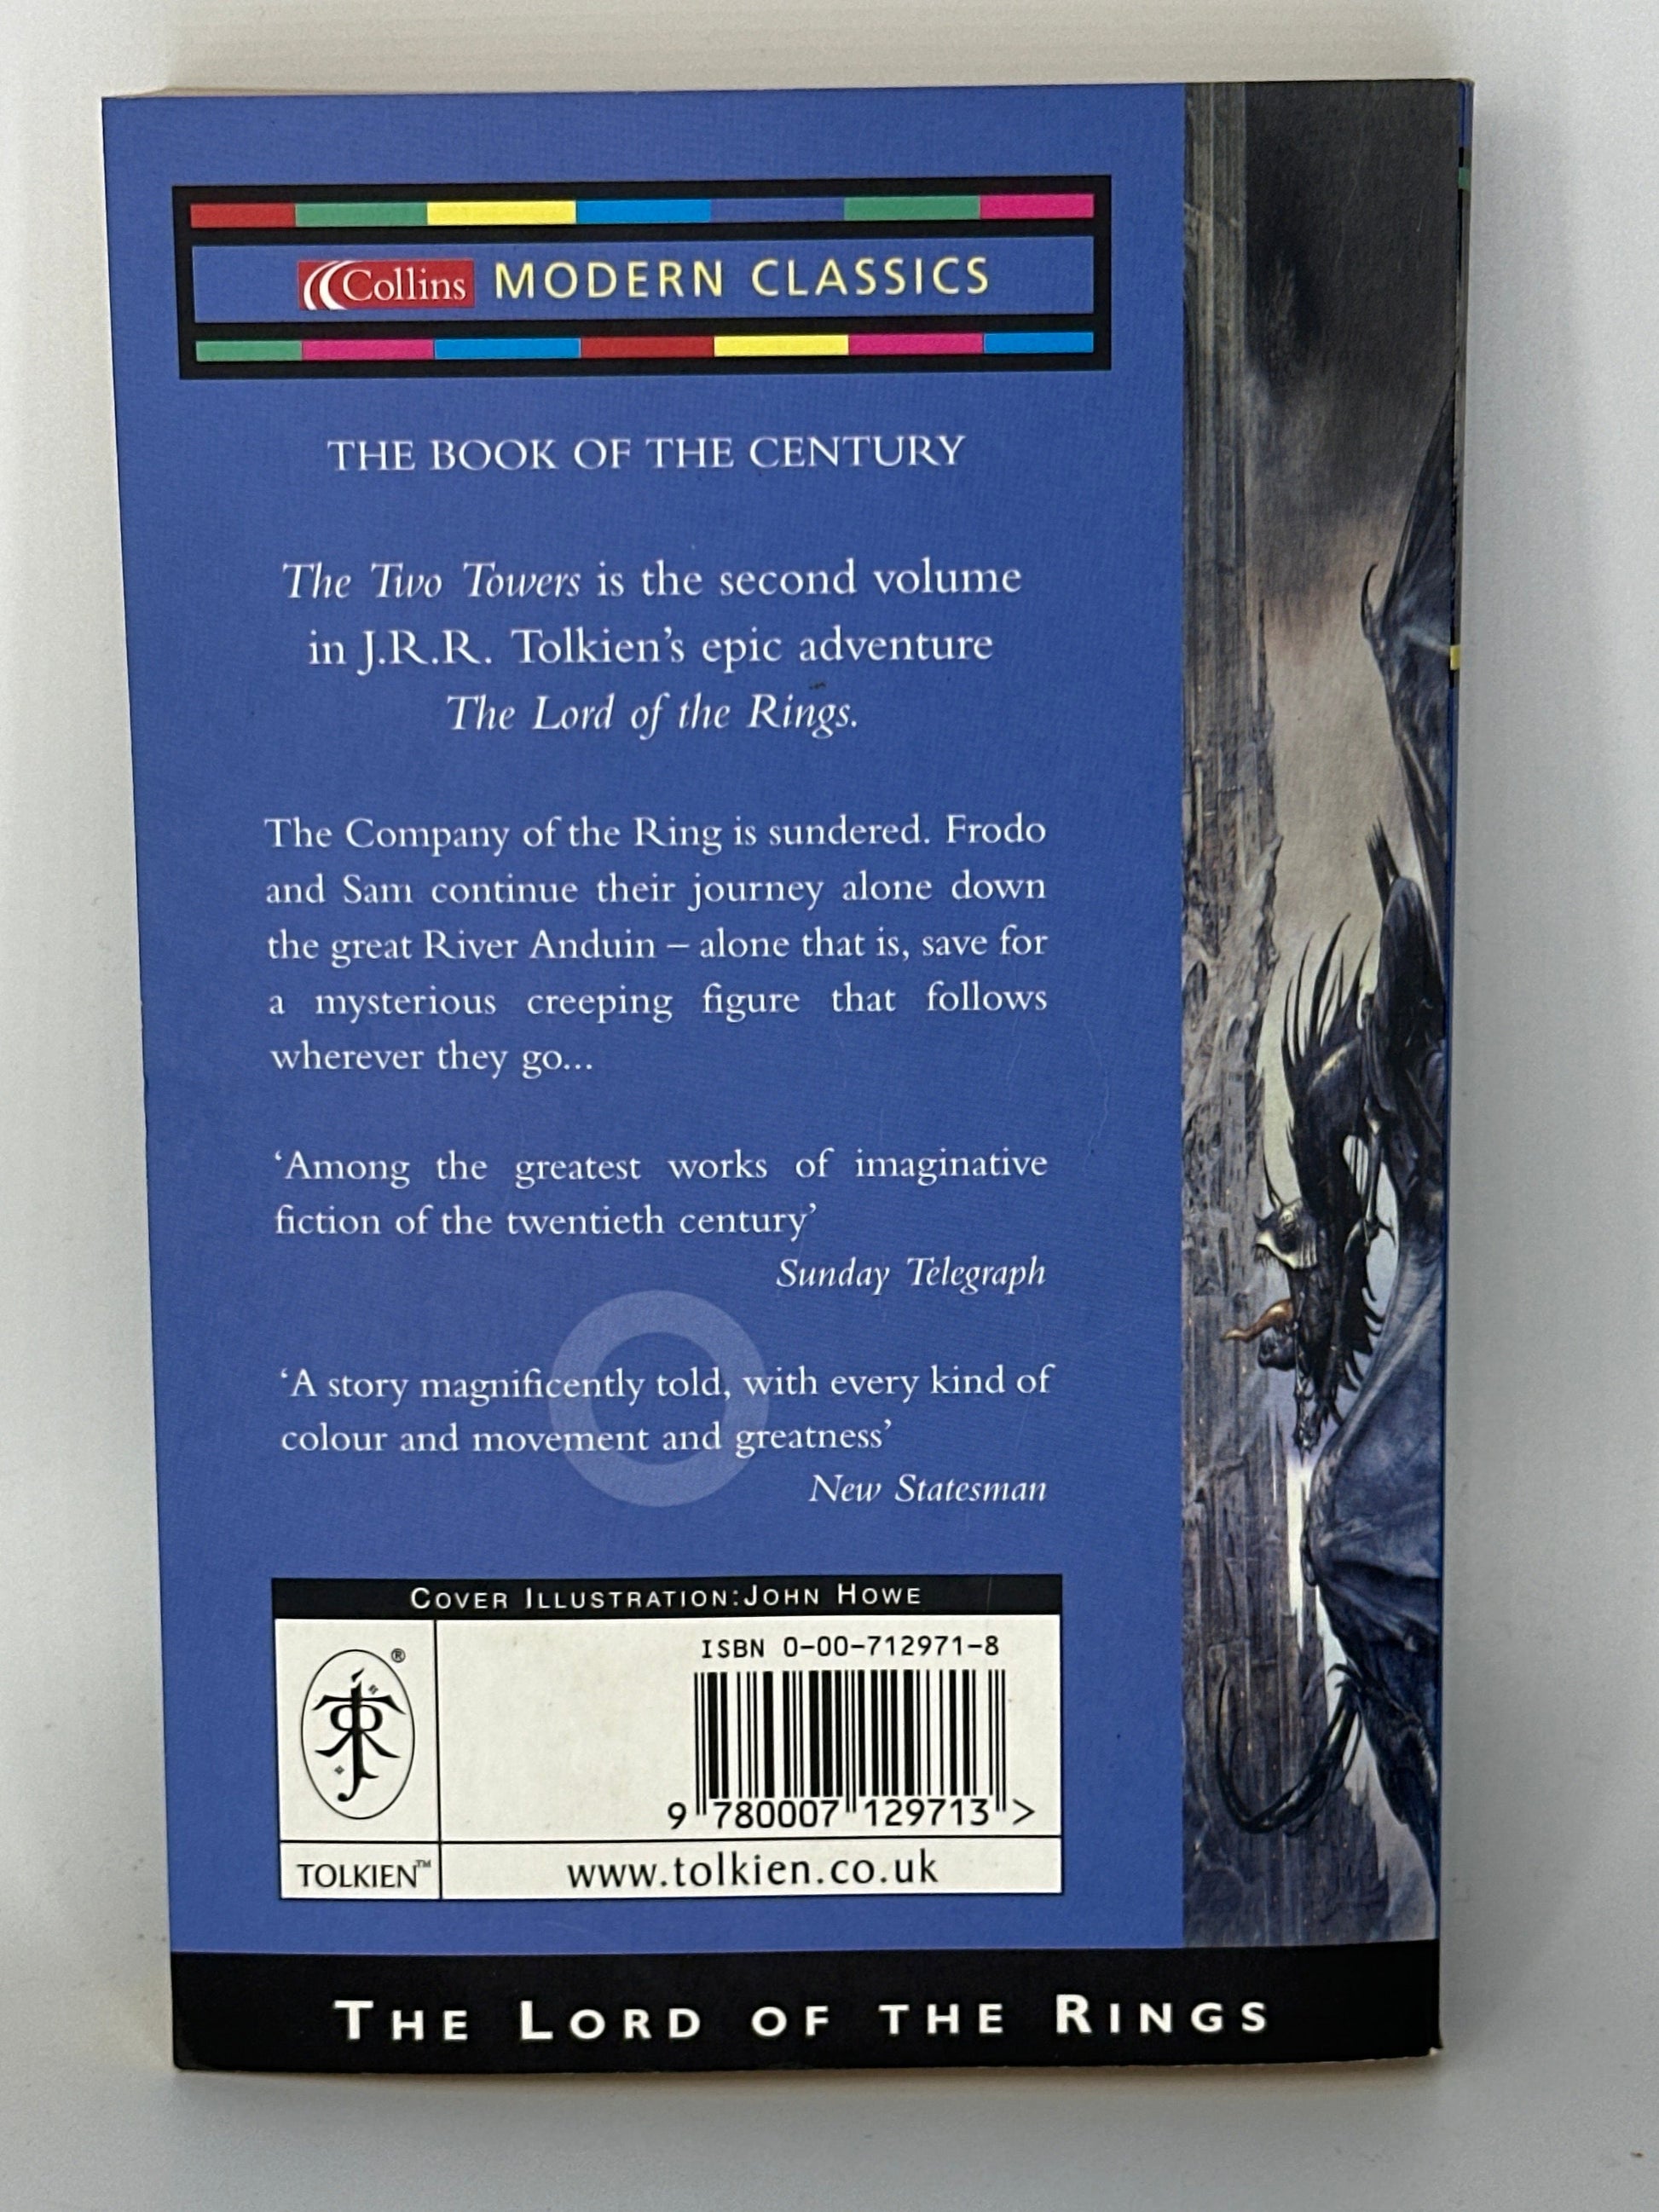 Collins MODERN CLASSICS
THE BOOK OF THE CENTURY
The Two Towers is the second volume
in J.R.R. Tolkien’s epic adventure
The Lord of the Rings.
The Company of the Ring is sundered. Frodo
and Sam continue their journey alone down
the great River Anduin – alone that is, save for
a mysterious creeping figure that follows
wherever they go...
‘Among the greatest works of imaginative
fiction of the twentieth century’
Sunday Telegraph
‘A story magnificently told, with every kind of
colour and movement and greatness’
New Statesman
COVER ILLUSTRATION:JOHN HOWE
ISBN 0-00-712971-8
®
9 780007 129713 >
TOLKIEN™
www.tolkien.co.uk
THE LORD OF THE RINGS